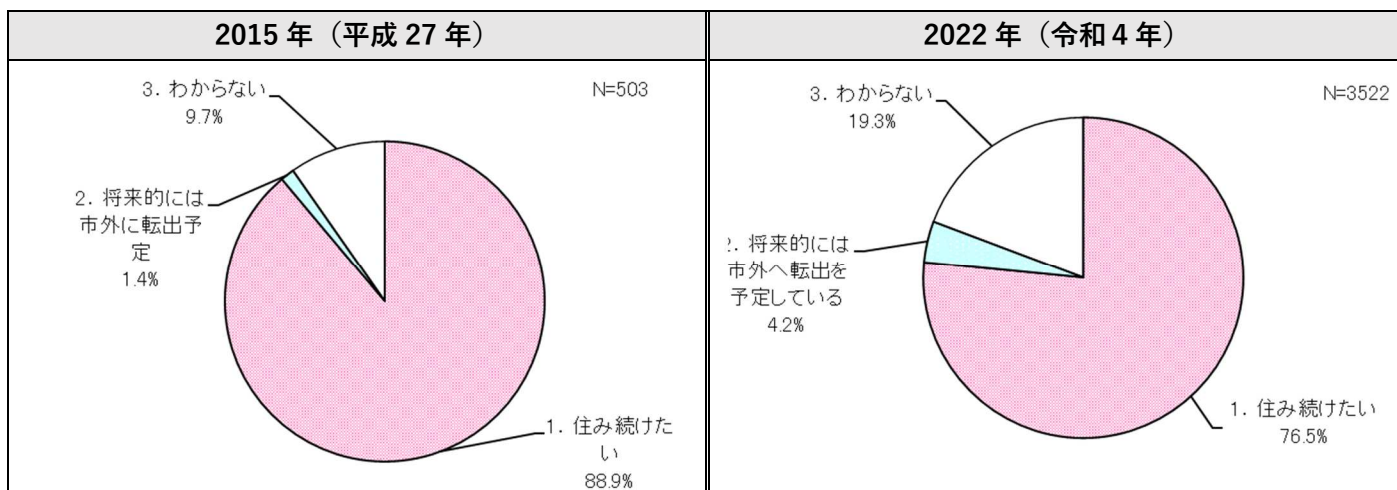 2015 年（平成 27 年）
N=503
3. わからない
9.7%
2. 将来的には
市外に転出予
定
1.4%
1. 住み続けた
い
88.9%
2022 年（令和４年）
N=3522
3. わからない
19.3%
2. 将来的には
市外へ転出を
予定している
4.2%
1. 住み続けたい
76.5%